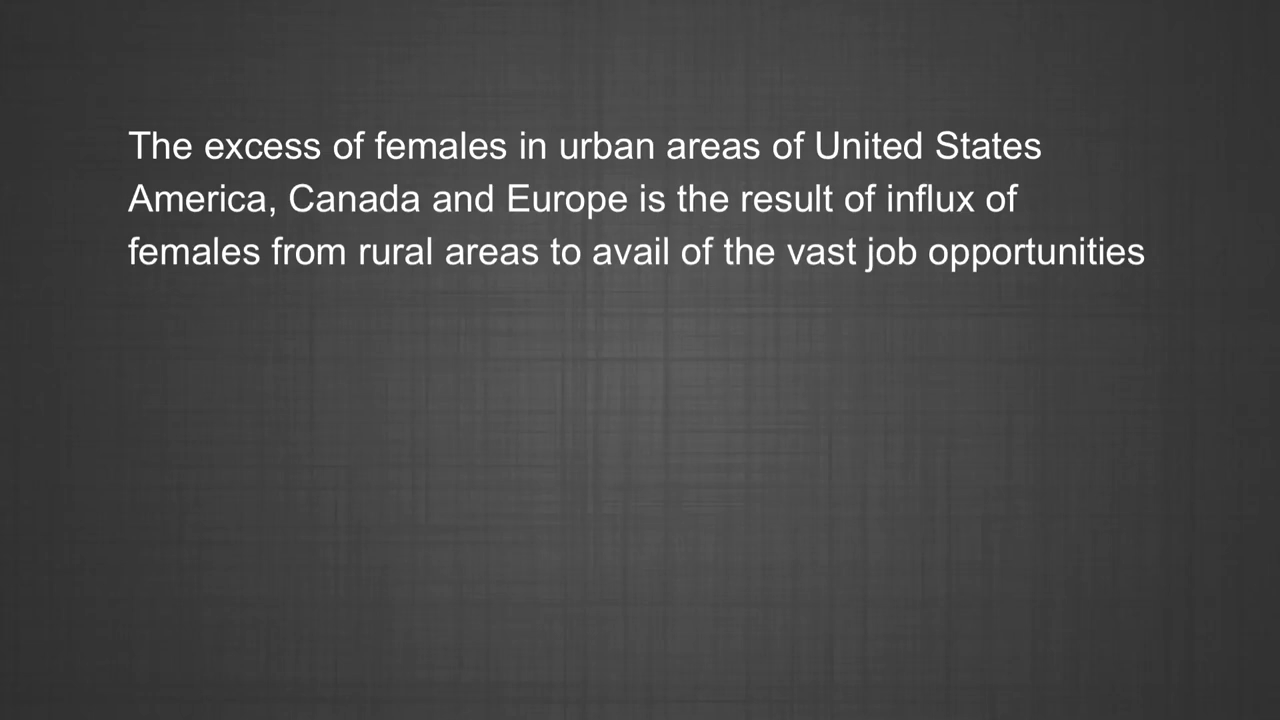 The excess of females in urban areas of United States
America, Canada and Europe is the result of influx of
females from rural areas to avail of the vast job opportunities